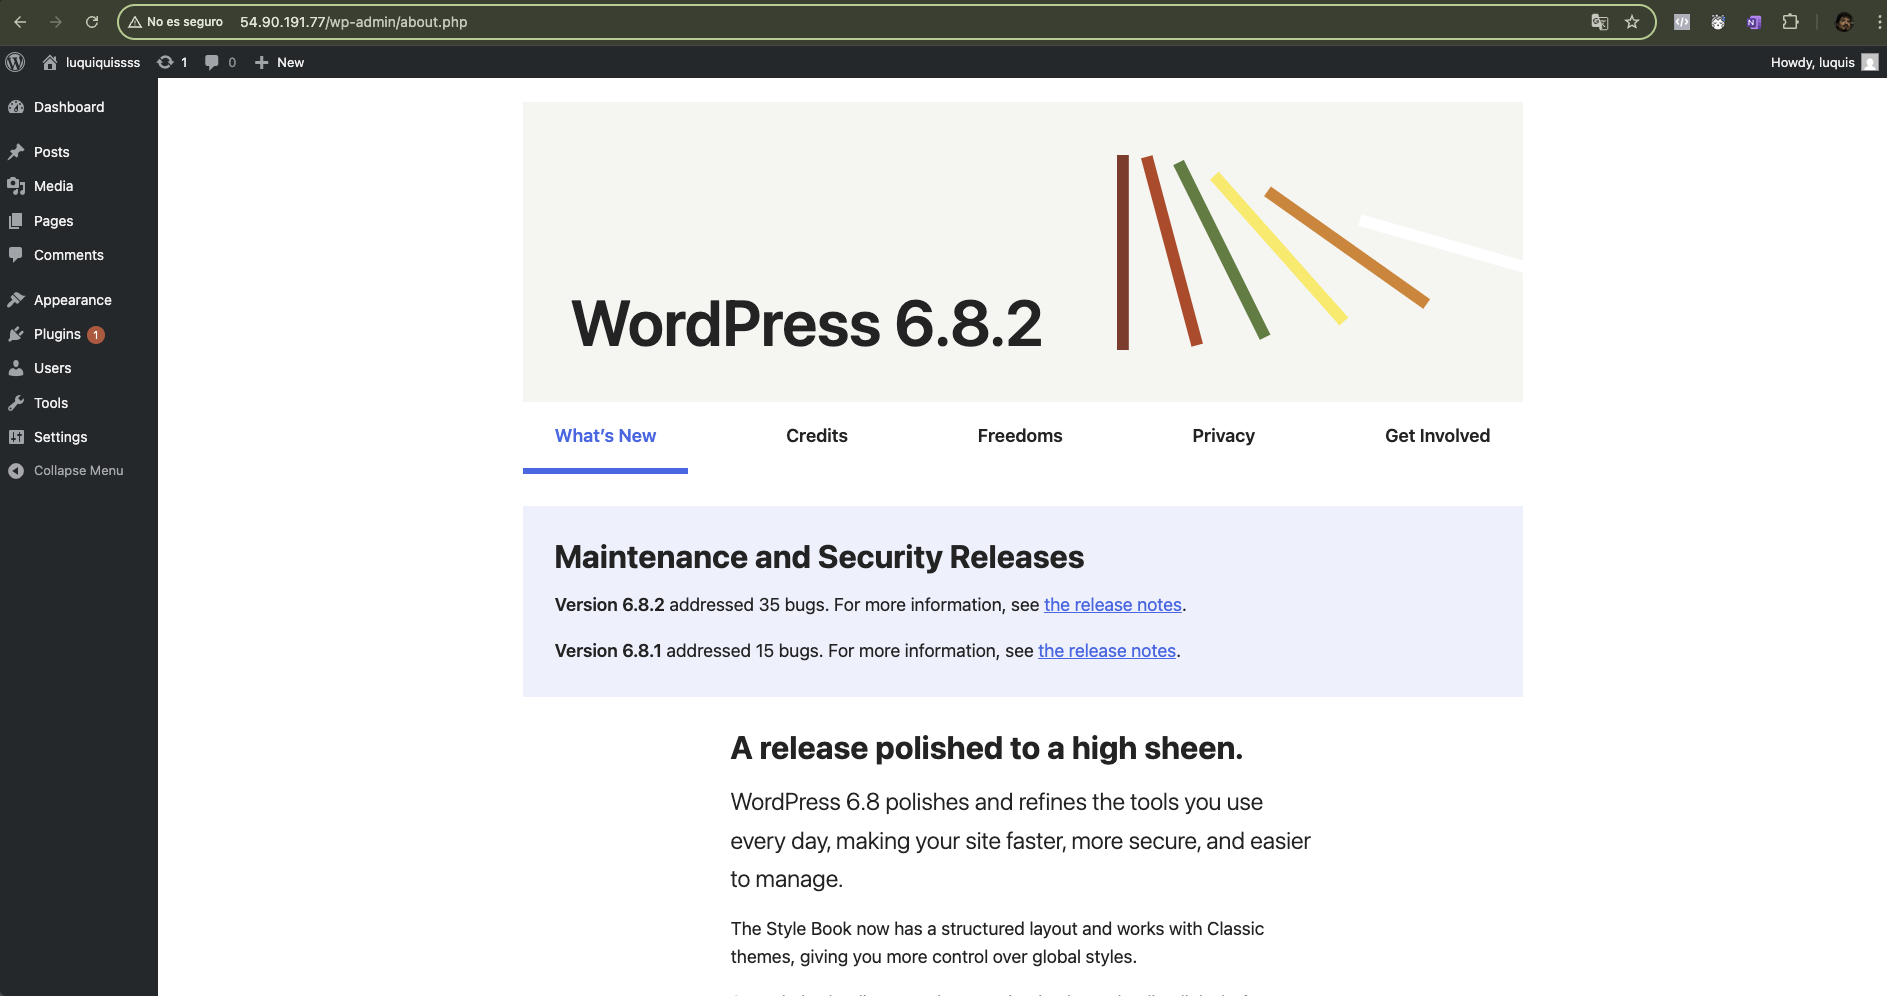 No es seguro 54.90.191.77/wp-admin/about.php
luquiquissss 1 0 New Howdy, luquis
Dashboard
Posts
Media
Pages
Comments
Appearance
Plugins 1
Users
Tools
Settings
Collapse Menu
WordPress 6.8.2
What’s New Credits Freedoms Privacy Get Involved
Maintenance and Security Releases
Version 6.8.2 addressed 35 bugs. For more information, see the release notes.
Version 6.8.1 addressed 15 bugs. For more information, see the release notes.
A release polished to a high sheen.
WordPress 6.8 polishes and refines the tools you use
every day, making your site faster, more secure, and easier
to manage.
The Style Book now has a structured layout and works with Classic
themes, giving you more control over global styles.